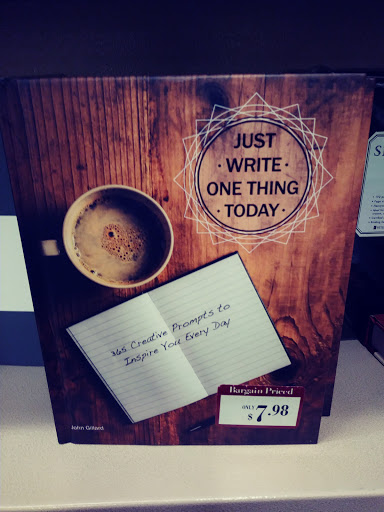 JUST
· WRITE ·
ONE THING
· TODAY ·
365 Creative Prompts to
Inspire You Every Day
John Gillard
Bargain Priced
ONLY
$7.98